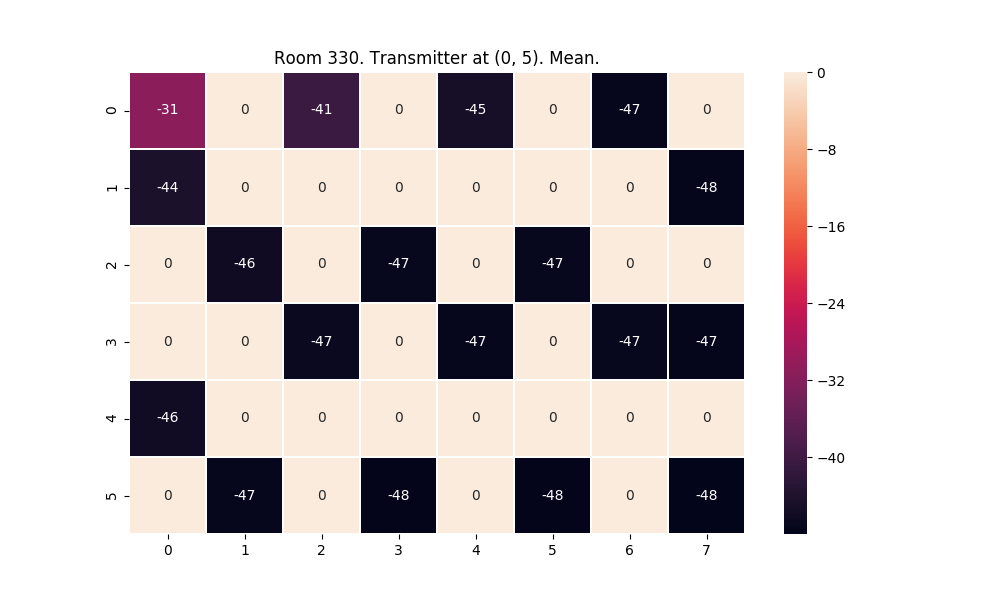 Room 330. Transmitter at (0, 5). Mean.
0 -31 0 -41 0 -45 0 -47 0
1 -44 0 0 0 0 0 0 -48
2 0 -46 0 -47 0 -47 0 0
3 0 0 -47 0 -47 0 -47 -47
4 -46 0 0 0 0 0 0 0
5 0 -47 0 -48 0 -48 0 -48
0 1 2 3 4 5 6 7
0
−8
−16
−24
−32
−40